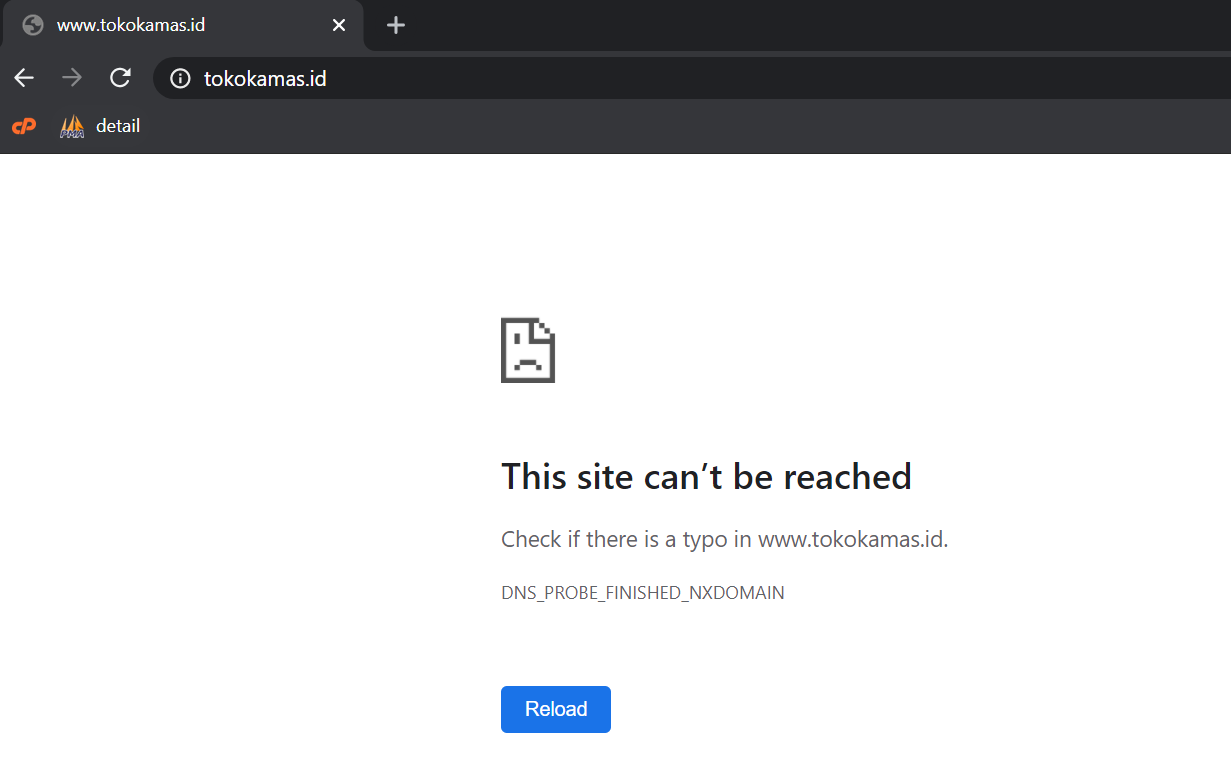 www.tokokamas.id
tokokamas.id
cP PMA detail
This site can’t be reached
Check if there is a typo in www.tokokamas.id.
DNS_PROBE_FINISHED_NXDOMAIN
Reload